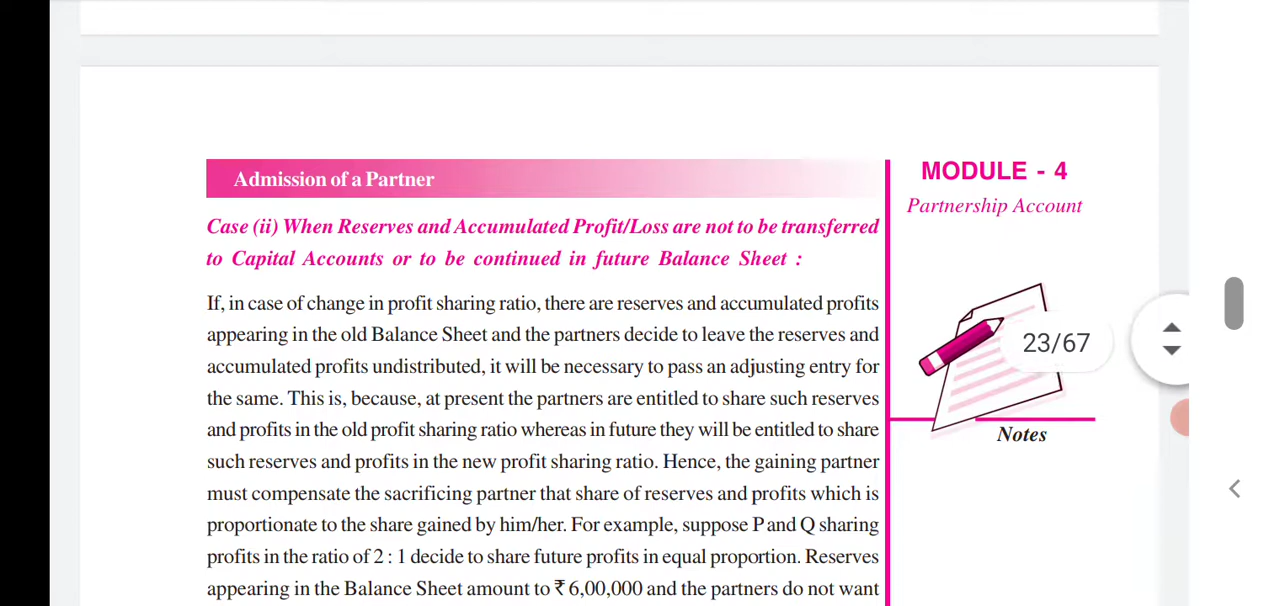 Admission of a Partner
Case (ii) When Reserves and Accumulated Profit/Loss are not to be transferred
to Capital Accounts or to be continued in future Balance Sheet :
If, in case of change in profit sharing ratio, there are reserves and accumulated profits
appearing in the old Balance Sheet and the partners decide to leave the reserves and
accumulated profits undistributed, it will be necessary to pass an adjusting entry for
the same. This is, because, at present the partners are entitled to share such reserves
and profits in the old profit sharing ratio whereas in future they will be entitled to share
such reserves and profits in the new profit sharing ratio. Hence, the gaining partner
must compensate the sacrificing partner that share of reserves and profits which is
proportionate to the share gained by him/her. For example, suppose P and Q sharing
profits in the ratio of 2 : 1 decide to share future profits in equal proportion. Reserves
appearing in the Balance Sheet amount to ₹ 6,00,000 and the partners do not want
MODULE - 4
Partnership Account
23/67
Notes